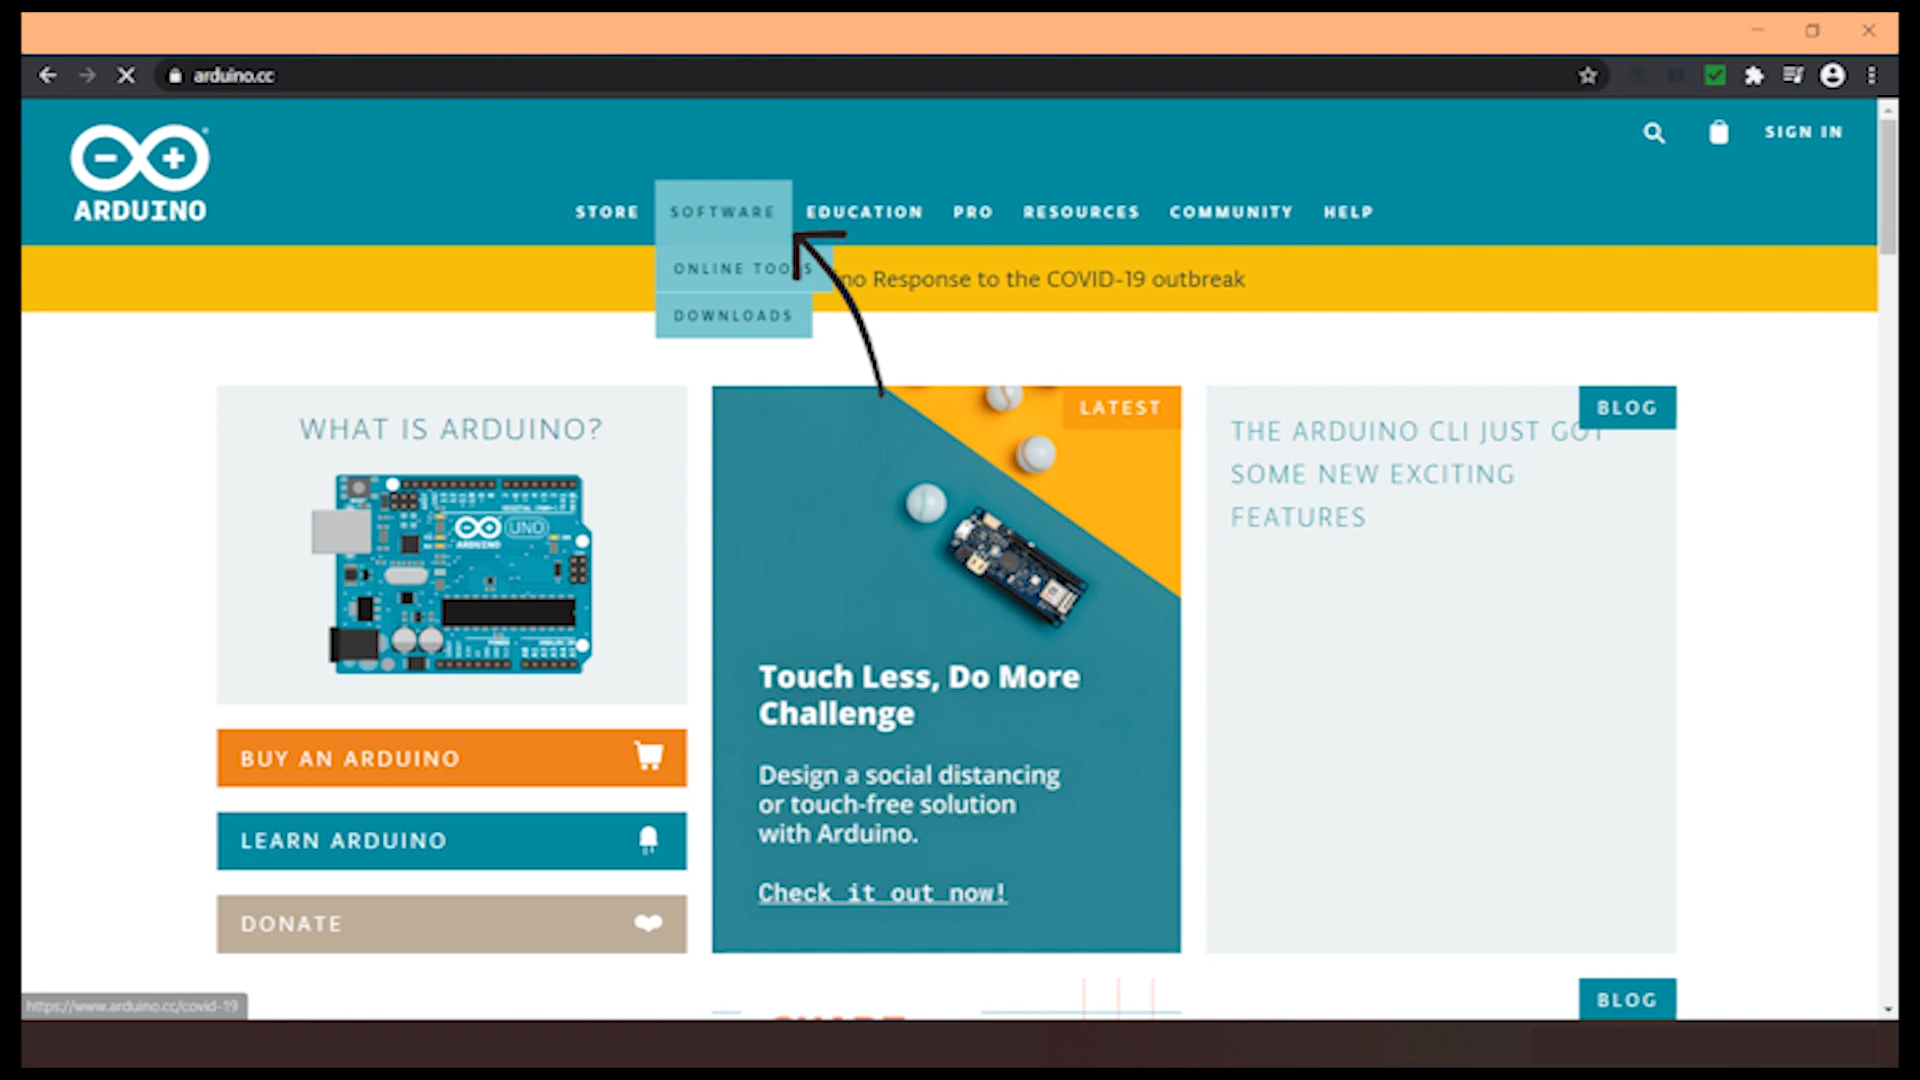 arduino.cc
SIGN IN
ARDUINO
STORE SOFTWARE EDUCATION PRO RESOURCES COMMUNITY HELP
ONLINE TOOLS
no Response to the COVID-19 outbreak
DOWNLOADS
WHAT IS ARDUINO?
ARDUINO
UNO
BUY AN ARDUINO
LEARN ARDUINO
DONATE
LATEST
Touch Less, Do More
Challenge
Design a social distancing
or touch-free solution
with Arduino.
Check it out now!
BLOG
THE ARDUINO CLI JUST GOT
SOME NEW EXCITING
FEATURES
BLOG
https://www.arduino.cc/covid-19